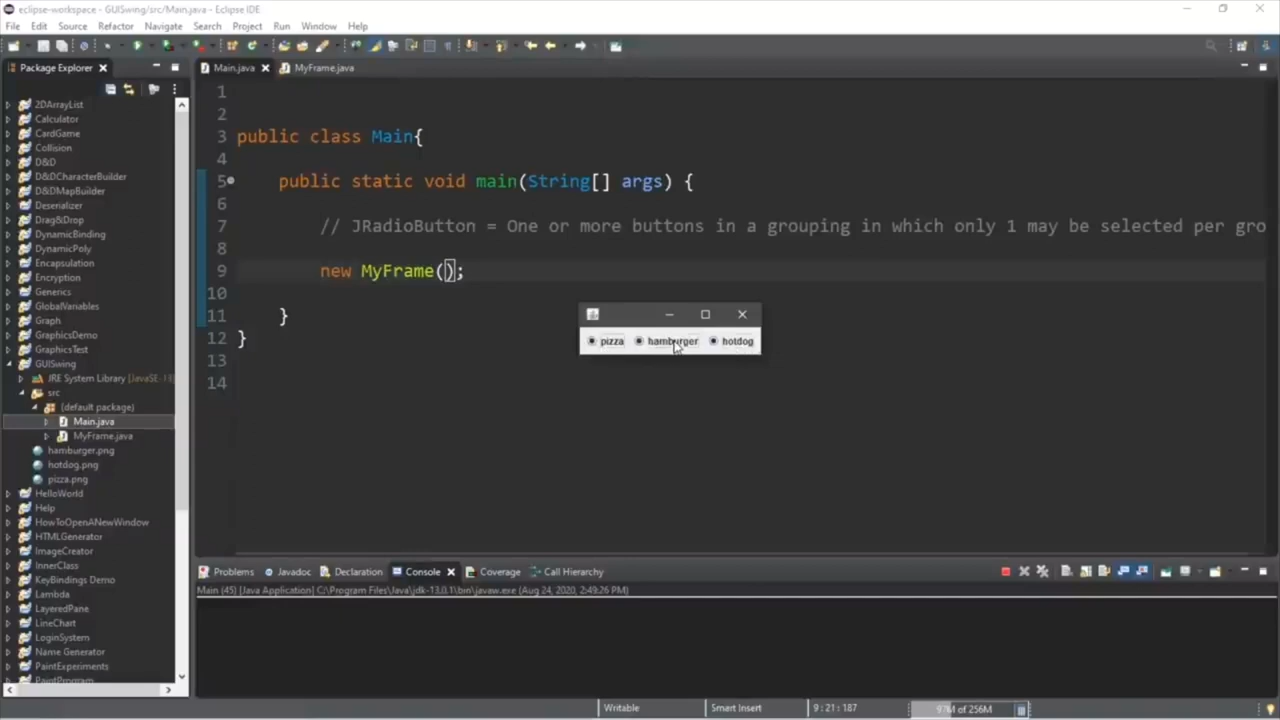 eclipse-workspace - GUISwing/src/Main.java - Eclipse IDE
File Edit Source Refactor Navigate Search Project Run Window Help
Package Explorer
Main.java MyFrame.java
2DArrayList
Calculator
CardGame
Collision
D&D
D&DCharacterBuilder
D&DMapBuilder
Deserializer
Drag&Drop
DynamicBinding
DynamicPoly
Encapsulation
Encryption
Generics
GlobalVariables
Graph
GraphicsDemo
GraphicsTest
GUISwing
JRE System Library [JavaSE-13]
src
(default package)
Main.java
MyFrame.java
hamburger.png
hotdog.png
pizza.png
HelloWorld
Help
HowToOpenANewWindow
HTMLGenerator
ImageCreator
InnerClass
KeyBindings Demo
Lambda
LayeredPane
LineChart
LoginSystem
Name Generator
PaintExperiments
PaintProgram
1
2
3 public class Main{
4
5 public static void main(String[] args) {
6
7 // JRadioButton = One or more buttons in a grouping in which only 1 may be selected per gro
8
9 new MyFrame();
10
11 }
12 }
13
14
pizza hamburger hotdog
Problems Javadoc Declaration Console Coverage Call Hierarchy
Main (45) [Java Application] C:\Program Files\Java\jdk-13.0.1\bin\javaw.exe (Aug 24, 2020, 2:49:26 PM)
Writable Smart Insert 9 : 21 : 187 97M of 256M